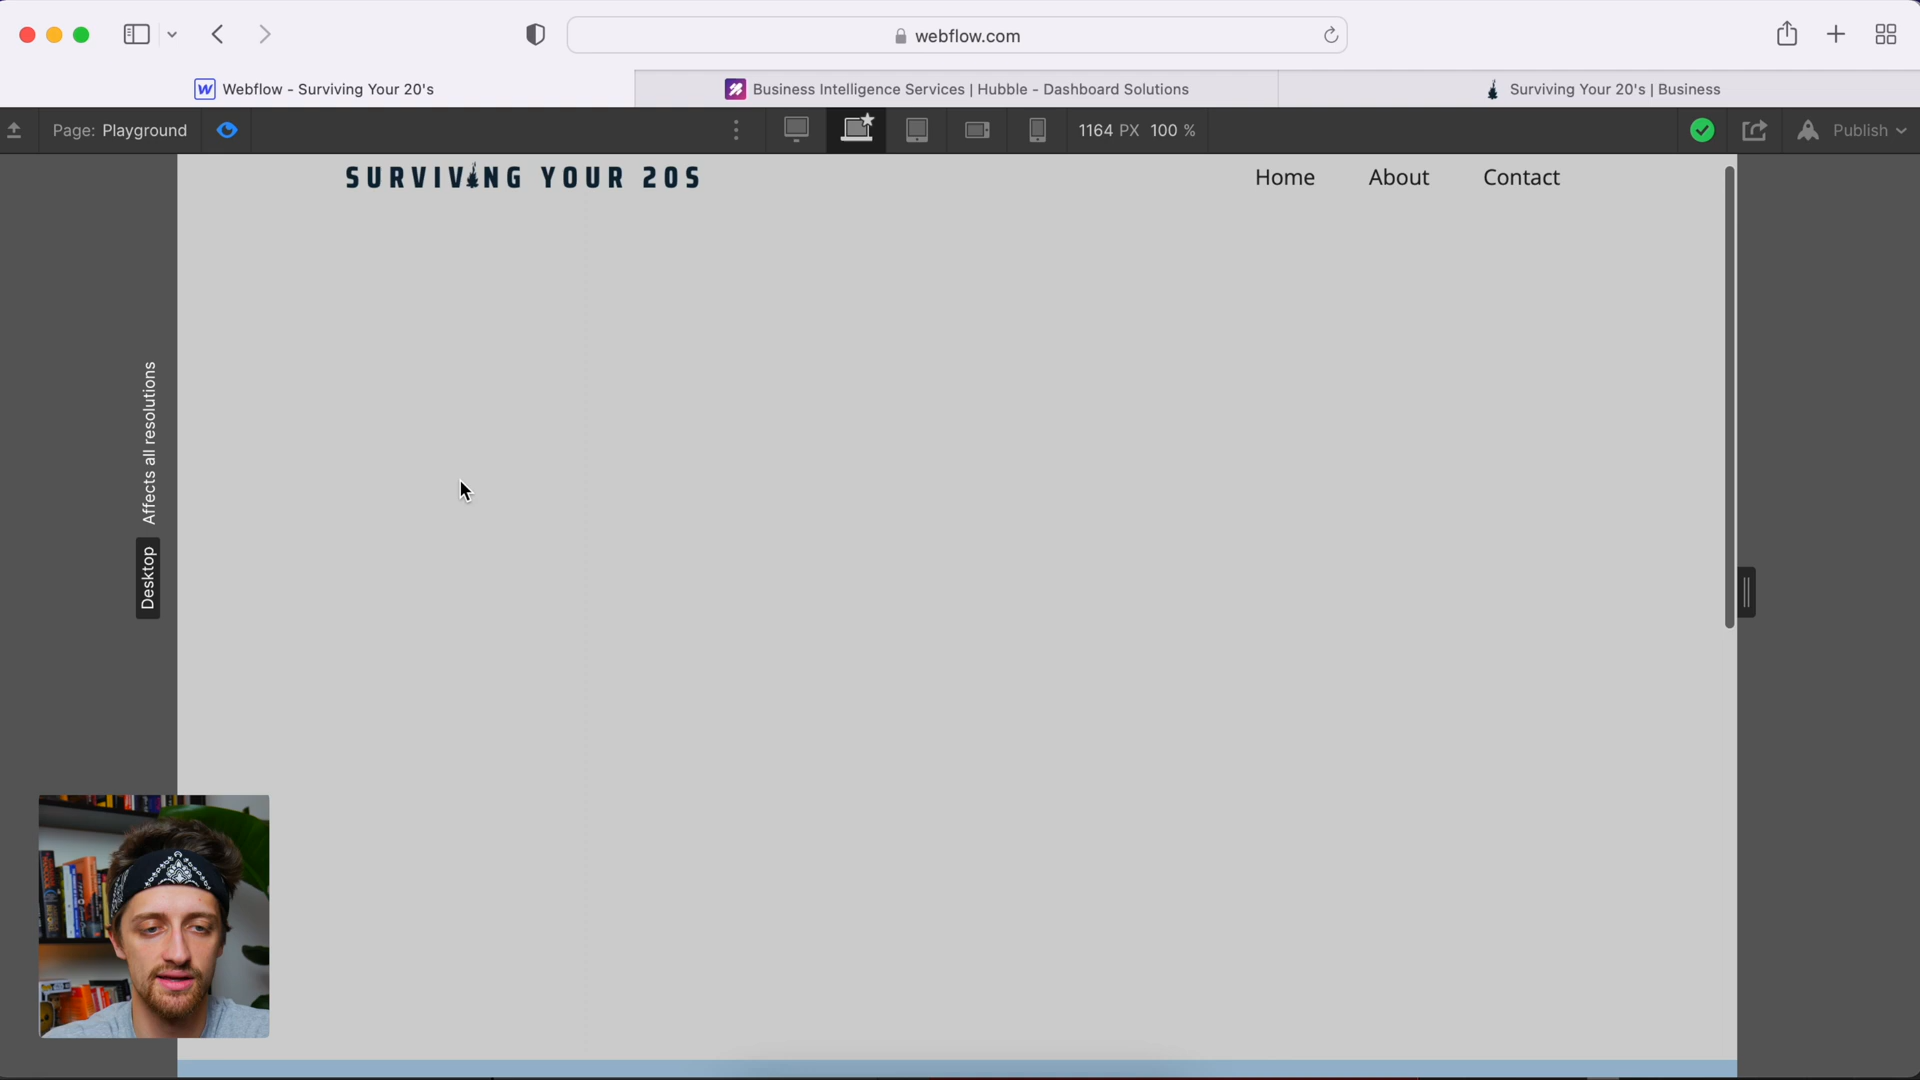 webflow.com
Webflow - Surviving Your 20's
Business Intelligence Services | Hubble - Dashboard Solutions
Surviving Your 20's | Business
Page: Playground
1164 PX 100 %
Publish
SURVIVING YOUR 20S
Home
About
Contact
Affects all resolutions
Desktop